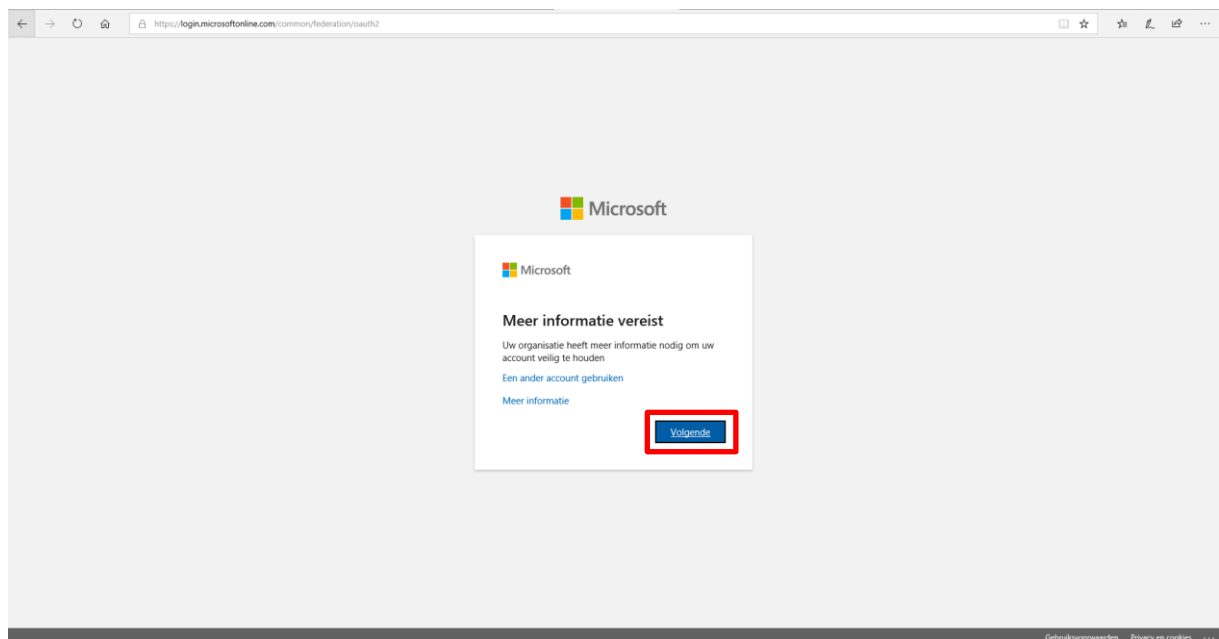 https://login.microsoftonline.com/common/federation/oauth2
Microsoft
Microsoft
Meer informatie vereist
Uw organisatie heeft meer informatie nodig om uw
account veilig te houden
Een ander account gebruiken
Meer informatie
Volgende
Gebruiksvoorwaarden Privacy en cookies ...